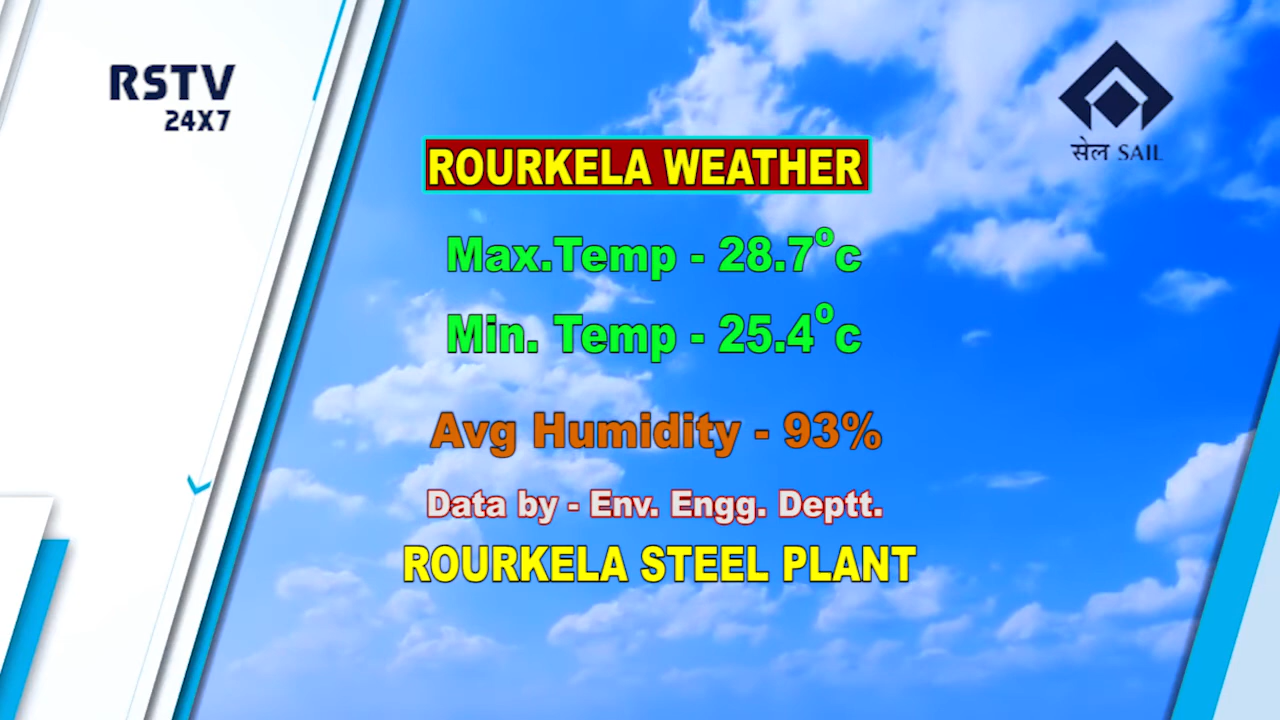 RSTV
24X7
सेल SAIL
ROURKELA WEATHER
Max.Temp - 28.7°c
Min. Temp - 25.4°c
Avg Humidity - 93%
Data by - Env. Engg. Deptt.
ROURKELA STEEL PLANT